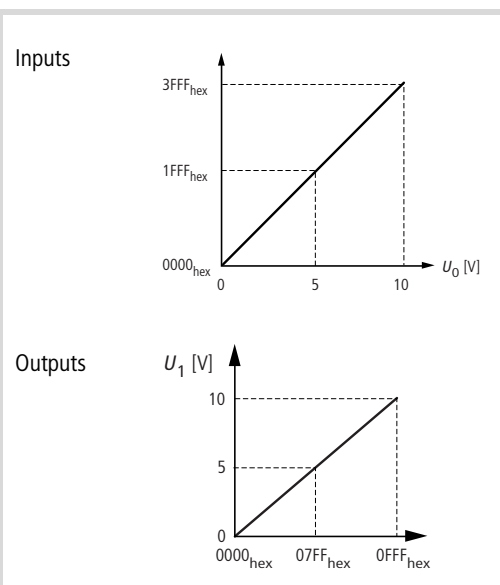 Inputs
3FFFhex
1FFFhex
0000hex
U0 [V]
0 5 10
Outputs
U1 [V]
10
5
0
0000hex 07FFhex 0FFFhex